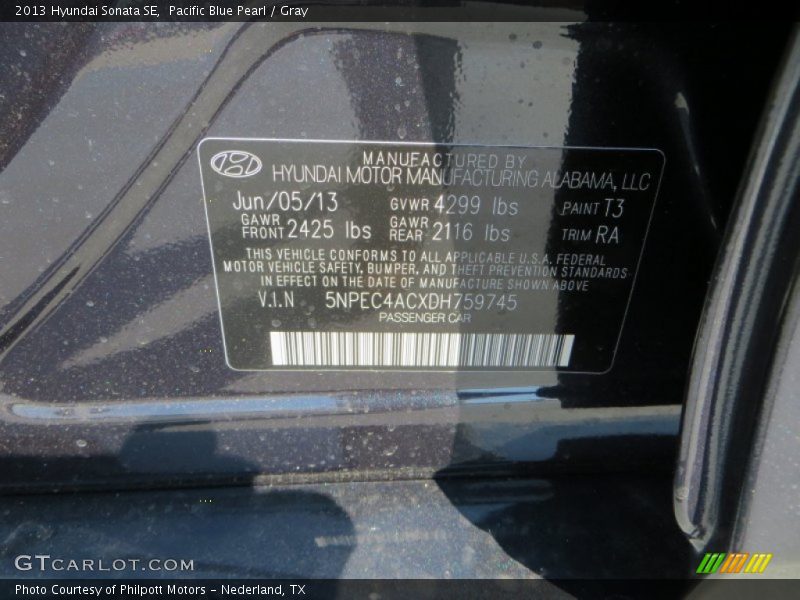 2013 Hyundai Sonata SE, Pacific Blue Pearl / Gray
MANUFACTURED BY
HYUNDAI MOTOR MANUFACTURING ALABAMA, LLC
Jun/05/13 GVWR 4299 lbs PAINT T3
GAWR FRONT 2425 lbs GAWR REAR 2116 lbs TRIM RA
THIS VEHICLE CONFORMS TO ALL APPLICABLE U.S.A. FEDERAL
MOTOR VEHICLE SAFETY, BUMPER, AND THEFT PREVENTION STANDARDS
IN EFFECT ON THE DATE OF MANUFACTURE SHOWN ABOVE
V.I.N 5NPEC4ACXDH759745
PASSENGER CAR
GTCARLOT.COM
Photo Courtesy of Philpott Motors - Nederland, TX